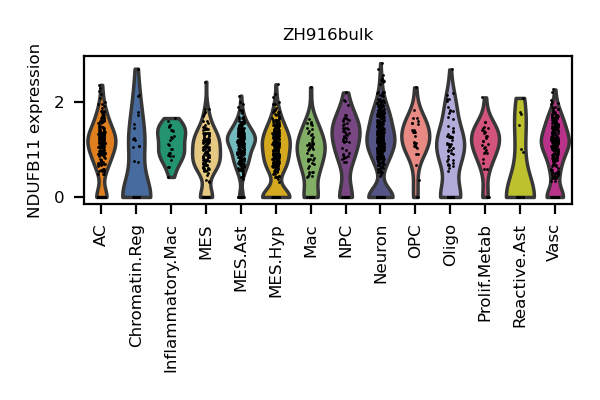 ZH916bulk
NDUFB11 expression
2
0
AC
Chromatin.Reg
Inflammatory.Mac
MES
MES.Ast
MES.Hyp
Mac
NPC
Neuron
OPC
Oligo
Prolif.Metab
Reactive.Ast
Vasc